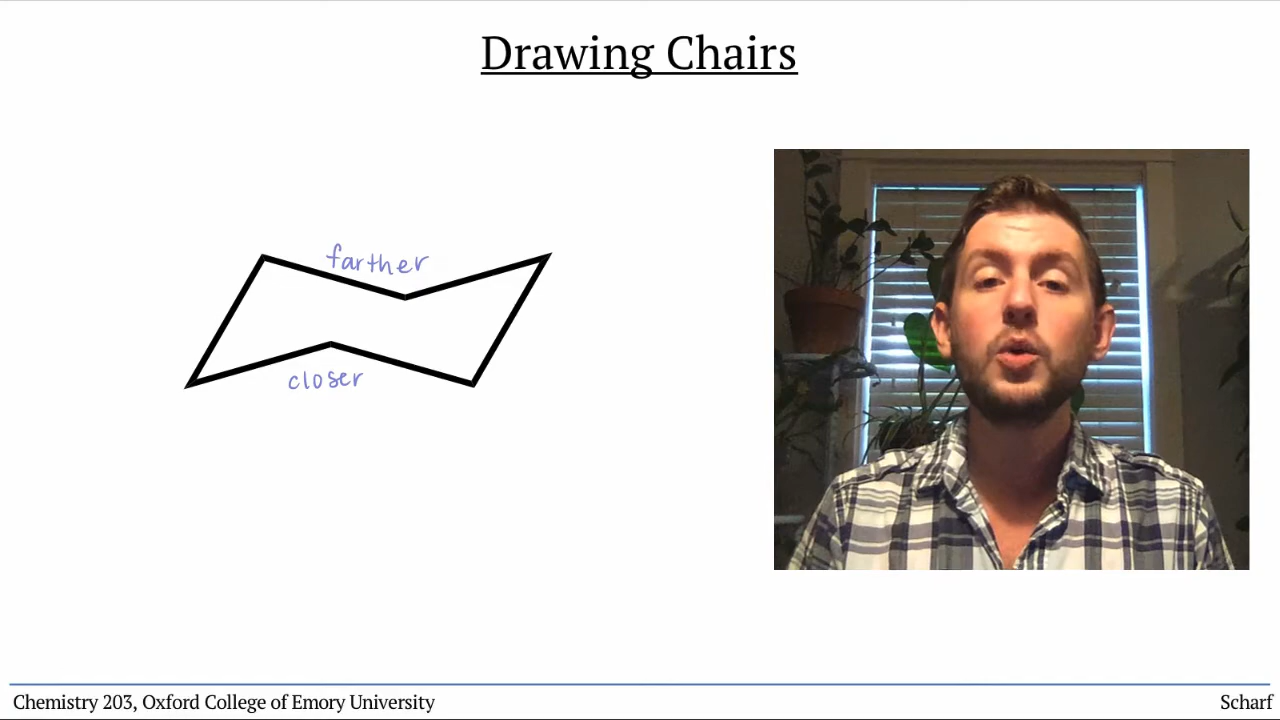 Drawing Chairs
farther
closer
Chemistry 203, Oxford College of Emory University
Scharf